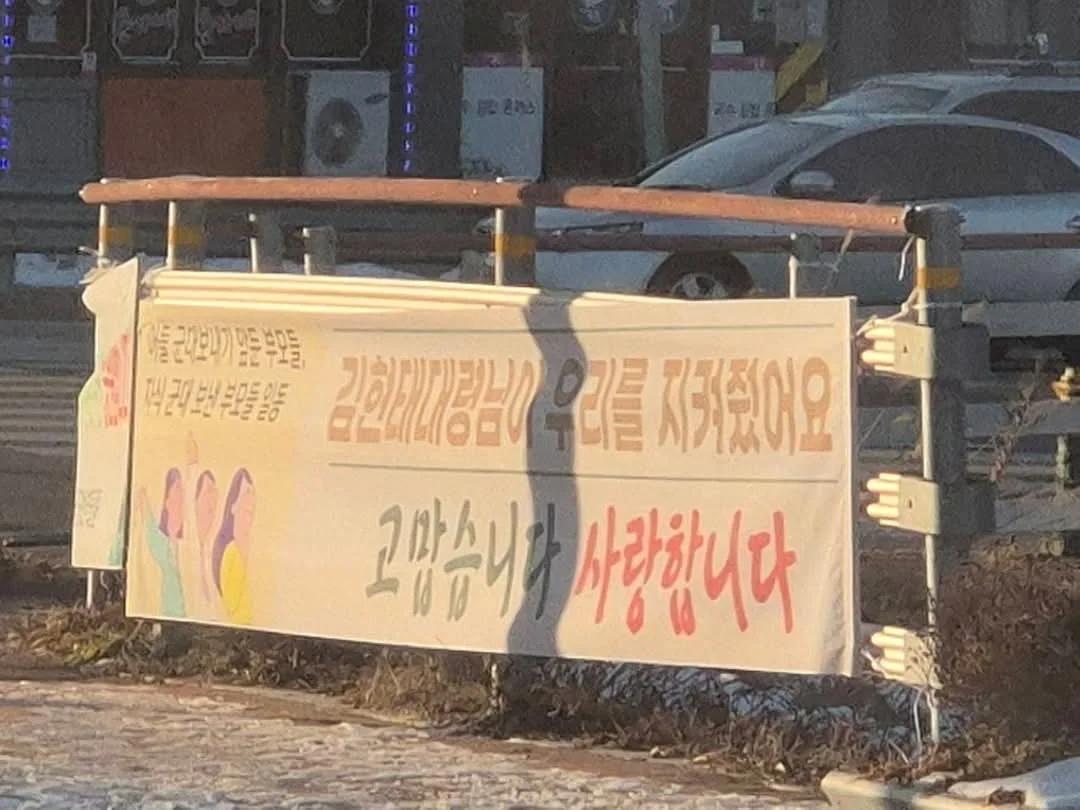 아들 군대보내기 앞둔 부모들,
자식 군대 보낸 부모들 일동
김현태대령님이 우리를 지켜줬어요
고맙습니다 사랑합니다